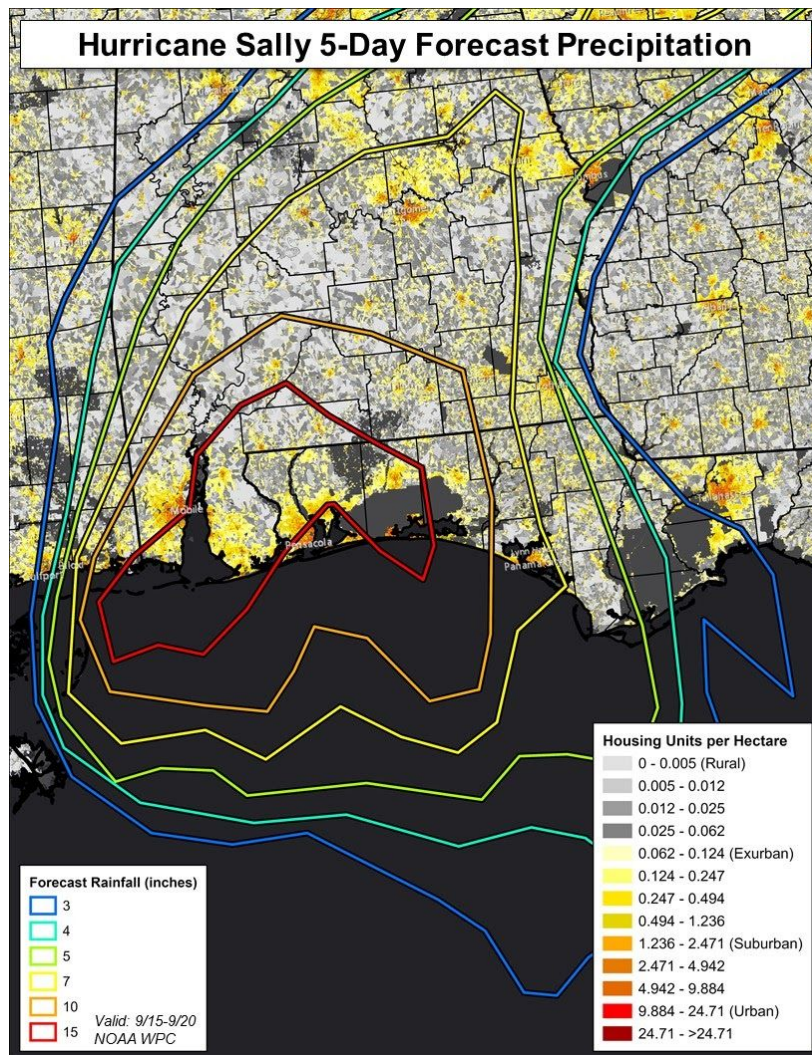 Hurricane Sally 5-Day Forecast Precipitation
Mobile
Pensacola
Panama
Forecast Rainfall (inches)
3
4
5
7
10
15
Valid: 9/15-9/20
NOAA WPC
Housing Units per Hectare
0 - 0.005 (Rural)
0.005 - 0.012
0.012 - 0.025
0.025 - 0.062
0.062 - 0.124 (Exurban)
0.124 - 0.247
0.247 - 0.494
0.494 - 1.236
1.236 - 2.471 (Suburban)
2.471 - 4.942
4.942 - 9.884
9.884 - 24.71 (Urban)
24.71 - >24.71